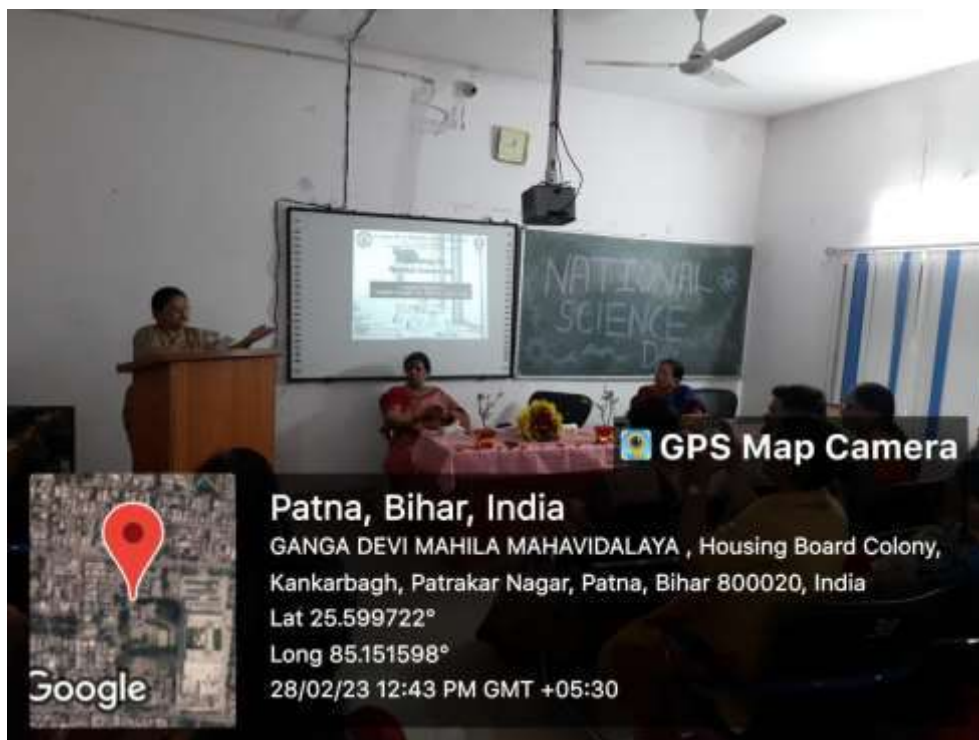 NATIONAL
SCIENCE
D
GPS Map Camera
Patna, Bihar, India
GANGA DEVI MAHILA MAHAVIDALAYA , Housing Board Colony,
Kankarbagh, Patrakar Nagar, Patna, Bihar 800020, India
Lat 25.599722°
Long 85.151598°
28/02/23 12:43 PM GMT +05:30
Google